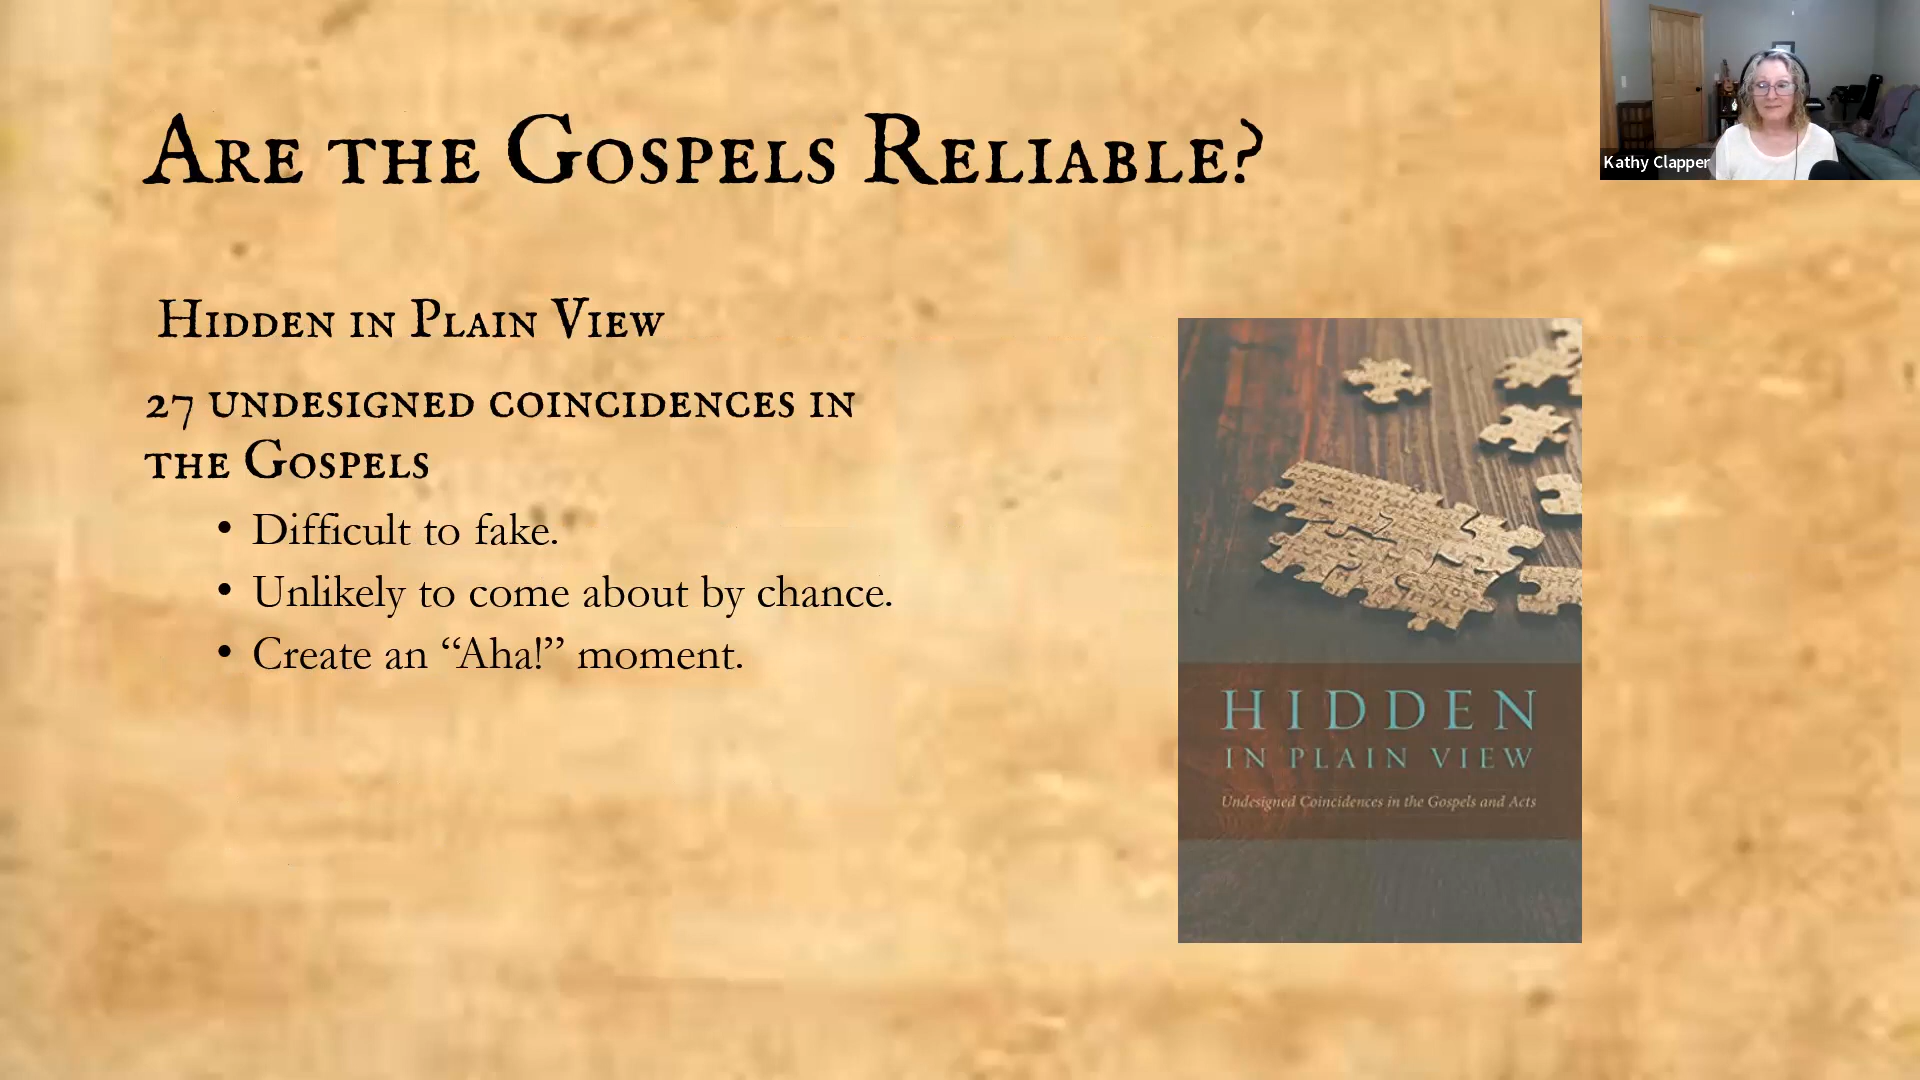 Are the Gospels Reliable?
Kathy Clapper
Hidden in Plain View
27 undesigned coincidences in
the Gospels
• Difficult to fake.
• Unlikely to come about by chance.
• Create an “Aha!” moment.
HIDDEN
IN PLAIN VIEW
Undesigned Coincidences in the Gospels and Acts